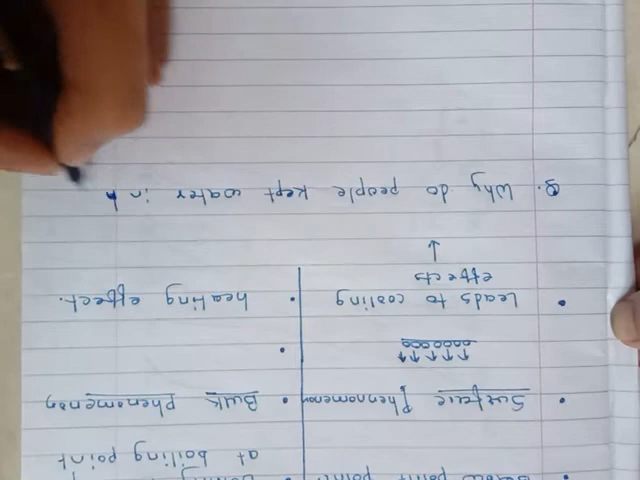 at boiling point
• Surface Phenomenon • Bulk Phenomenon
• Leads to cooling • heating effect.
effects
Q. Why do people kept water in